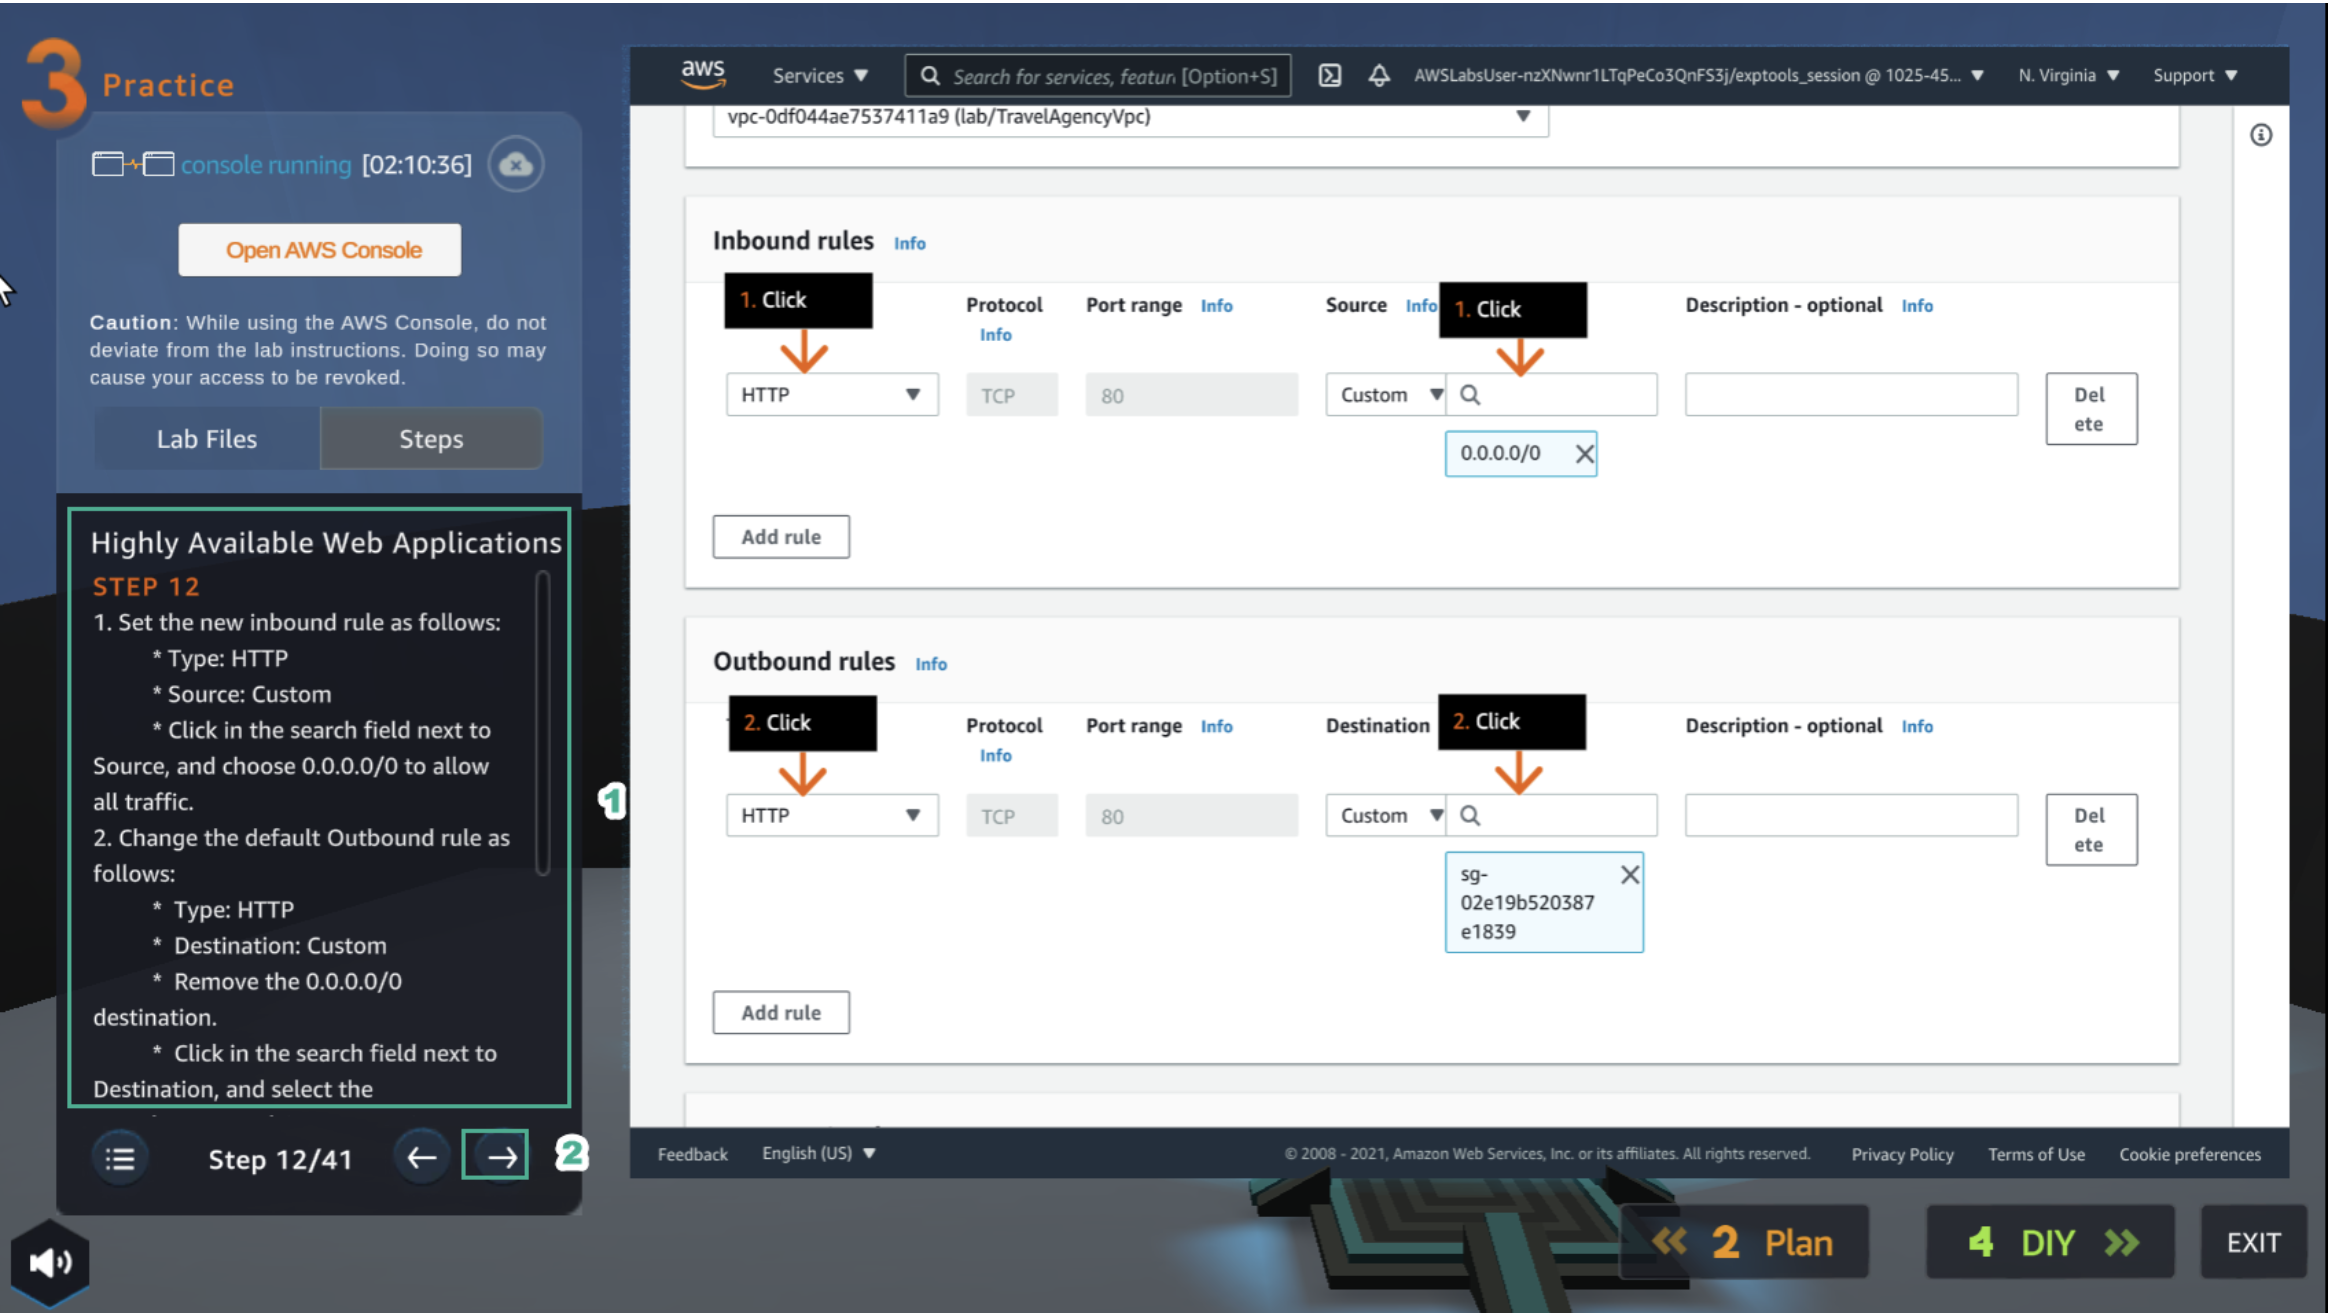 3 Practice
console running [02:10:36]
Open AWS Console
Caution: While using the AWS Console, do not
deviate from the lab instructions. Doing so may
cause your access to be revoked.
Lab Files
Steps
Highly Available Web Applications
STEP 12
1. Set the new inbound rule as follows:
* Type: HTTP
* Source: Custom
* Click in the search field next to
Source, and choose 0.0.0.0/0 to allow
all traffic.
2. Change the default Outbound rule as
follows:
* Type: HTTP
* Destination: Custom
* Remove the 0.0.0.0/0
destination.
* Click in the search field next to
Destination, and select the
1
Step 12/41
2
aws
Services ▼
Search for services, featur [Option+S]
AWSLabsUser-nzXNwnr1LTqPeCo3QnFS3j/exptools_session @ 1025-45... ▼
N. Virginia ▼
Support ▼
vpc-0df044ae7537411a9 (lab/TravelAgencyVpc)
Inbound rules Info
1. Click
Protocol
Info
Port range Info
Source Info
1. Click
Description - optional Info
HTTP
TCP
80
Custom
Del
ete
0.0.0.0/0
Add rule
Outbound rules Info
2. Click
Protocol
Info
Port range Info
Destination
2. Click
Description - optional Info
HTTP
TCP
80
Custom
Del
ete
sg-
02e19b520387
e1839
Add rule
Feedback
English (US) ▼
© 2008 - 2021, Amazon Web Services, Inc. or its affiliates. All rights reserved.
Privacy Policy
Terms of Use
Cookie preferences
2 Plan
4 DIY
EXIT